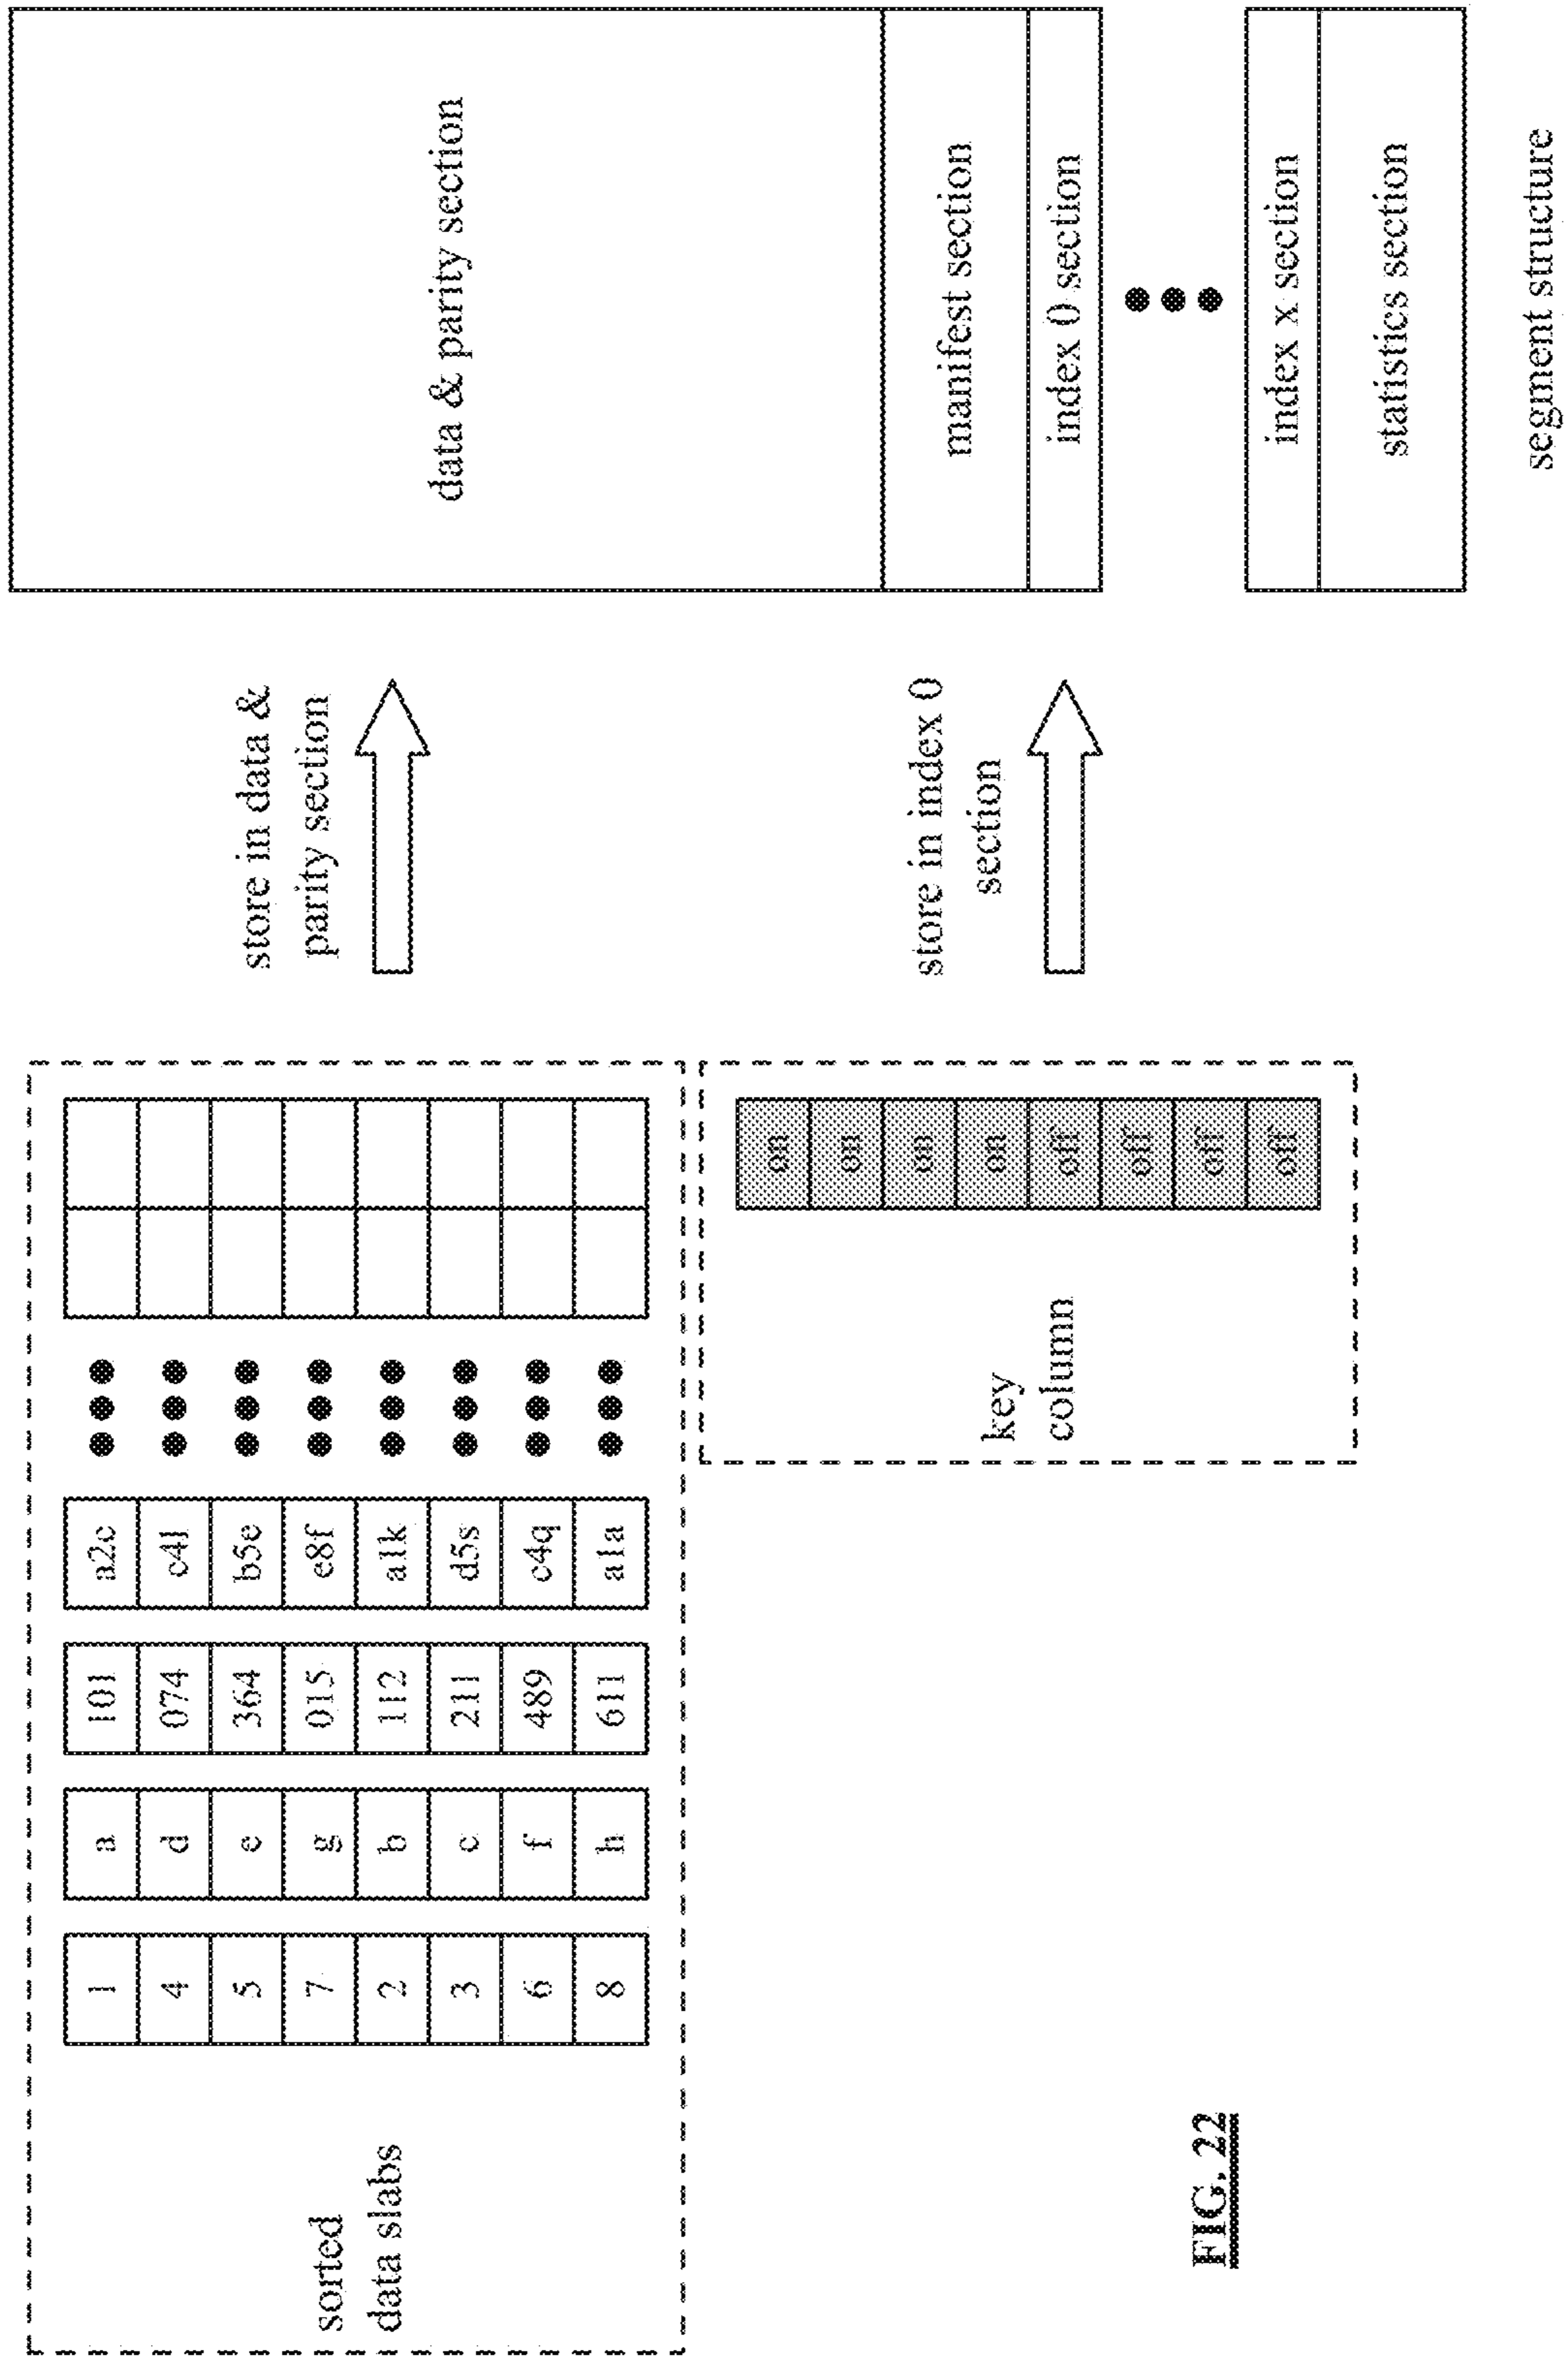 sorted
data slabs
1 a 101 a2c
4 d 074 c4l
5 e 364 b5e
7 g 015 e8f
2 b 112 a1k
3 c 211 d5s
6 f 489 c4q
8 h 611 a1a
store in data &
parity section
data & parity section
key
column
on
on
on
on
off
off
off
off
store in index 0
section
manifest section
index 0 section
index x section
statistics section
segment structure
FIG. 22